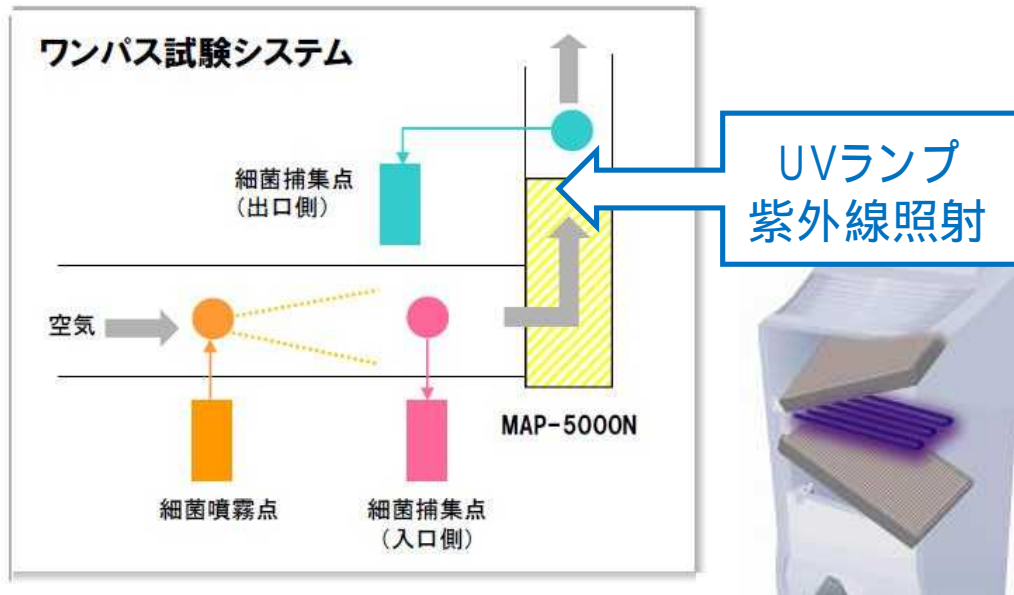 ワンパス試験システム
細菌捕集点
(出口側)
UVランプ
紫外線照射
空気
MAP-5000N
細菌噴霧点
細菌捕集点
(入口側)